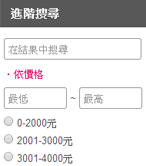 進階搜尋
在結果中搜尋
・依價格
最低 ~ 最高
0-2000元
2001-3000元
3001-4000元